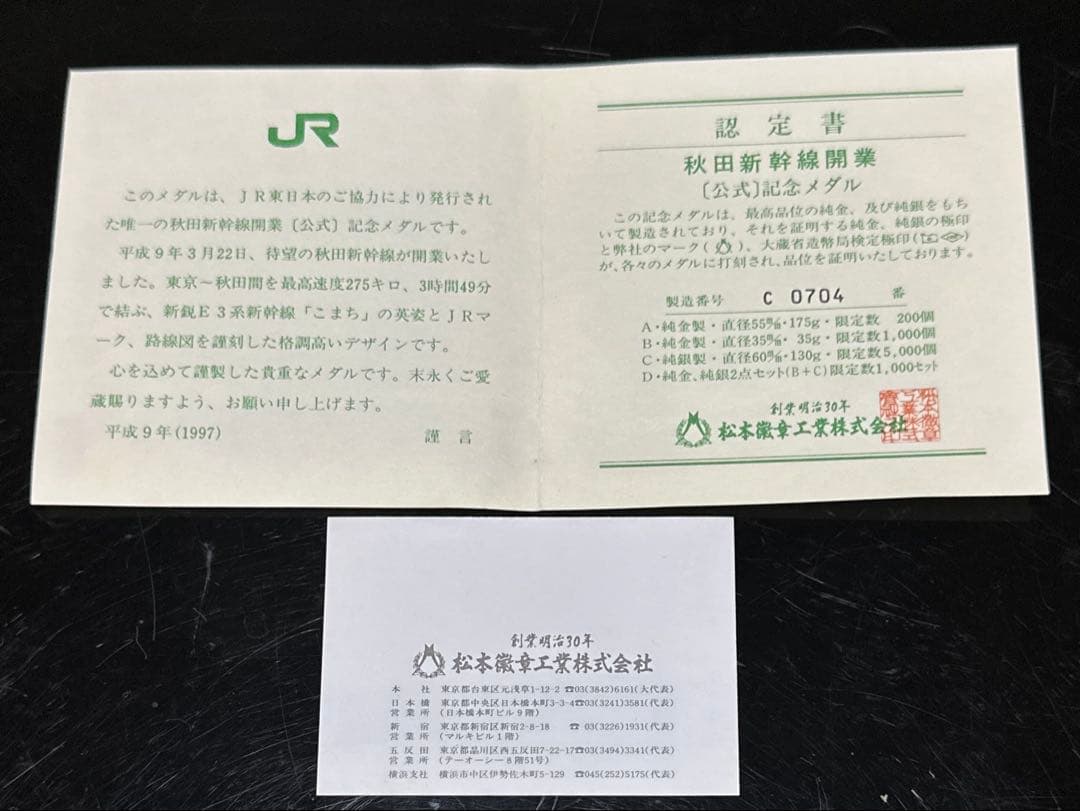 JR
このメダルは、JR東日本のご協力により発行され
た唯一の秋田新幹線開業〔公式〕記念メダルです。
平成9年3月22日、待望の秋田新幹線が開業いたし
ました。東京〜秋田間を最高速度275キロ、3時間49分
で結ぶ、新鋭E3系新幹線「こまち」の英姿とJRマ
ーク、路線図を謹刻した格調高いデザインです。
心を込めて謹製した貴重なメダルです。末永くご愛
蔵賜りますよう、お願い申し上げます。
平成9年(1997) 謹言
認定書
秋田新幹線開業
〔公式〕記念メダル
この記念メダルは、最高品位の純金、及び純銀をもち
いて製造されており、それを証明する純金、純銀の極印
と弊社のマーク( )、大蔵省造幣局検定極印( )
が、各々のメダルに打刻され、品位を証明いたしております。
製造番号 C 0704 番
A・純金製・直径55㎜・175g・限定数 200個
B・純金製・直径35㎜・35g・限定数1,000個
C・純銀製・直径60㎜・130g・限定数5,000個
D・純金、純銀2点セット(B+C)限定数1,000セット
創業明治30年
松本徽章工業株式会社
創業明治30年
松本徽章工業株式会社
本社 東京都台東区元浅草1-12-2 ☎03(3842)6161(大代表)
日本橋 東京都中央区日本橋本町3-3-4☎03(3241)3581(代表)
営業所 (日本橋本町ビル9階)
新宿 東京都新宿区新宿2-8-18 ☎03(3226)1931(代表)
営業所 (マルキビル1階)
五反田 東京都品川区西五反田7-22-17☎03(3494)3341(代表)
営業所 (テーオーシー8階51号)
横浜支社 横浜市中区伊勢佐木町5-129 ☎045(252)5175(代表)